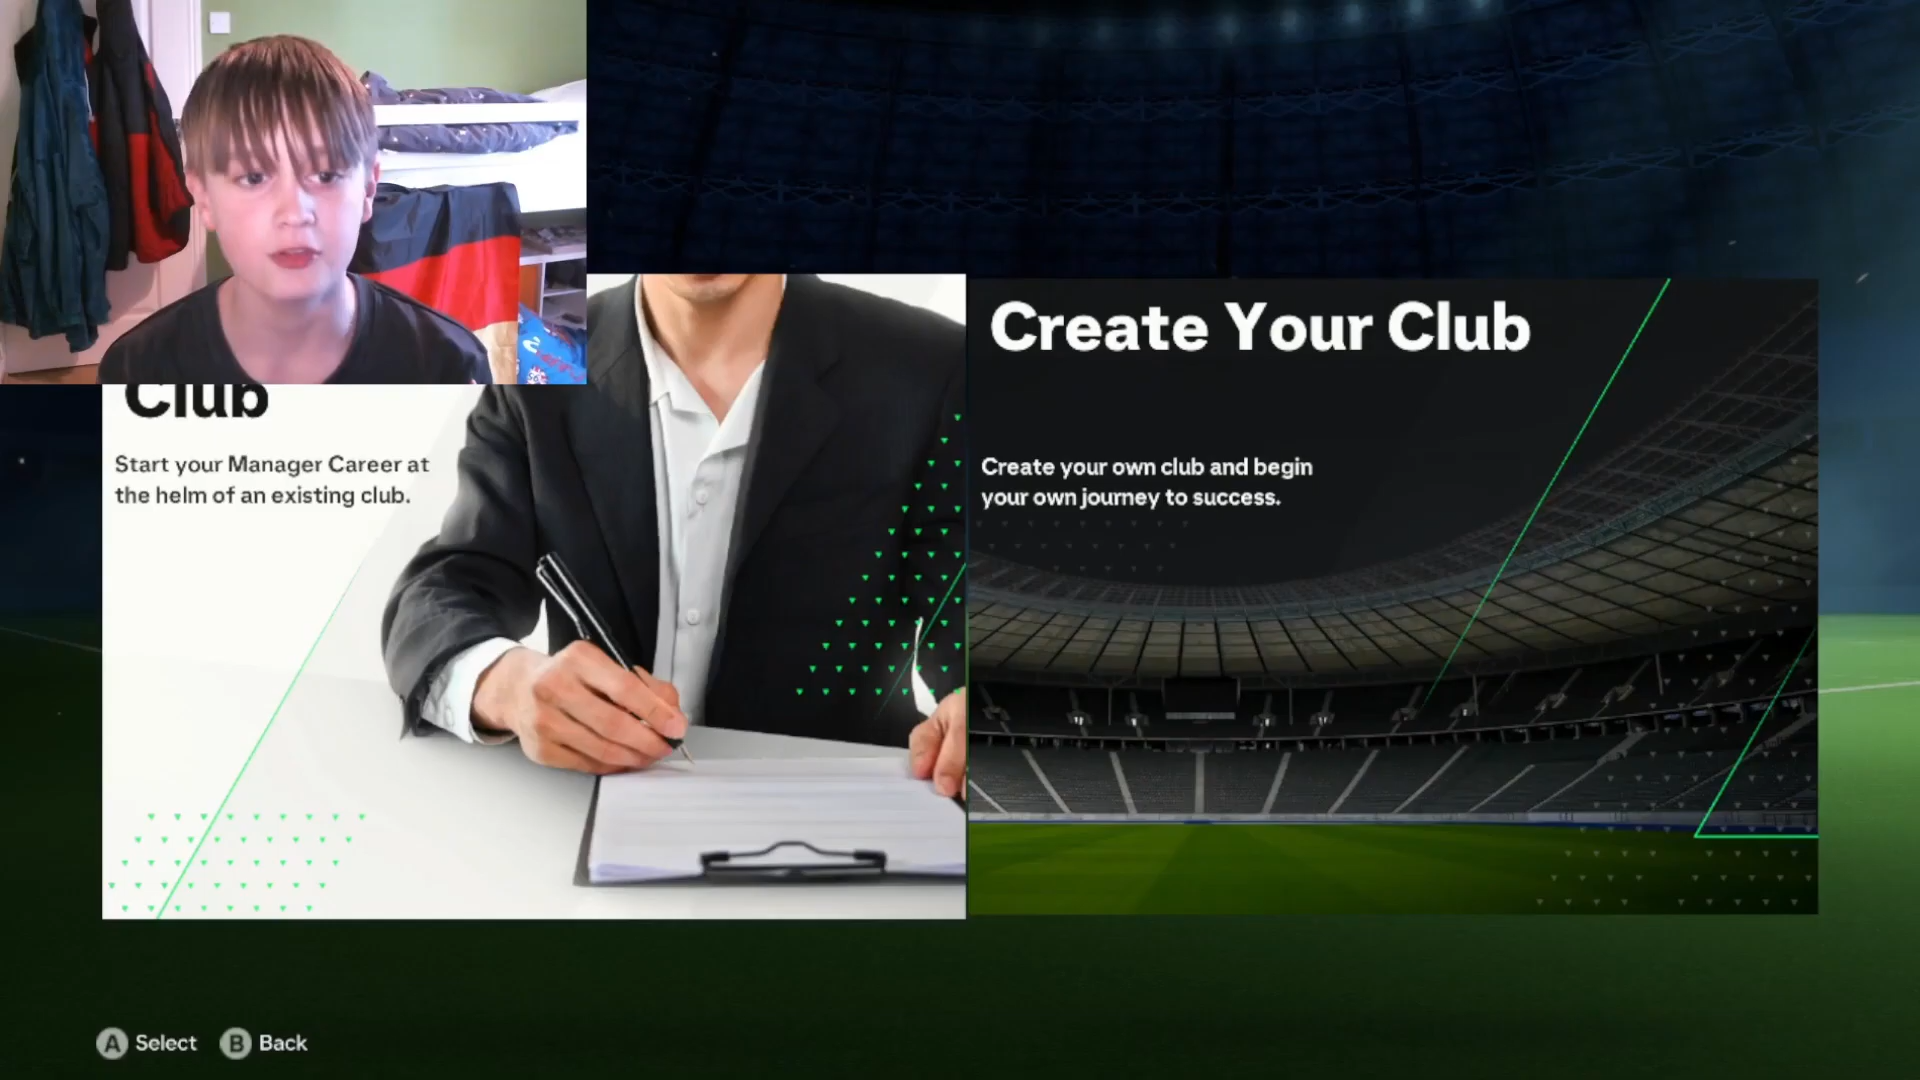 Club
Start your Manager Career at
the helm of an existing club.
Create Your Club
Create your own club and begin
your own journey to success.
A Select B Back